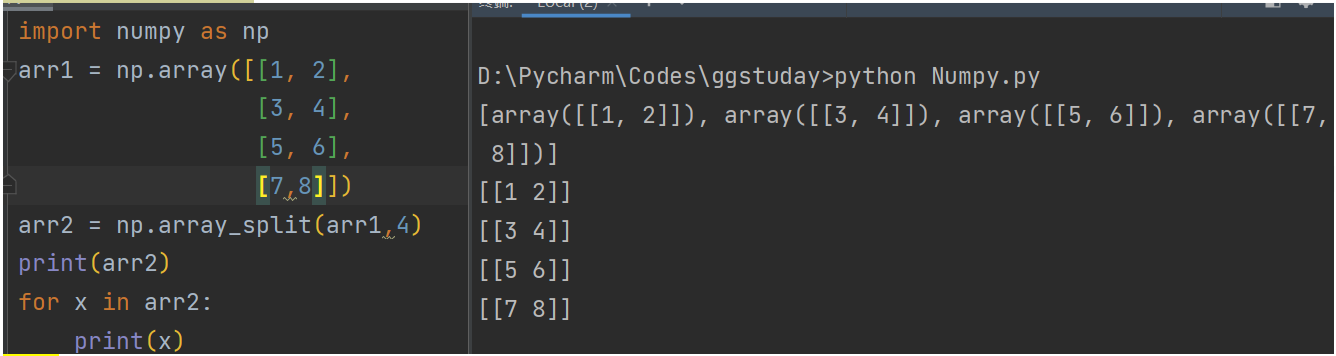 import numpy as np
arr1 = np.array([[1, 2],
[3, 4],
[5, 6],
[7,8]])
arr2 = np.array_split(arr1,4)
print(arr2)
for x in arr2:
print(x)
Local (2)
D:\Pycharm\Codes\ggstuday>python Numpy.py
[array([[1, 2]]), array([[3, 4]]), array([[5, 6]]), array([[7,
8]])]
[[1 2]]
[[3 4]]
[[5 6]]
[[7 8]]